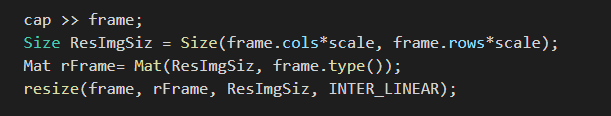 cap >> frame;
Size ResImgSiz = Size(frame.cols*scale, frame.rows*scale);
Mat rFrame= Mat(ResImgSiz, frame.type());
resize(frame, rFrame, ResImgSiz, INTER_LINEAR);